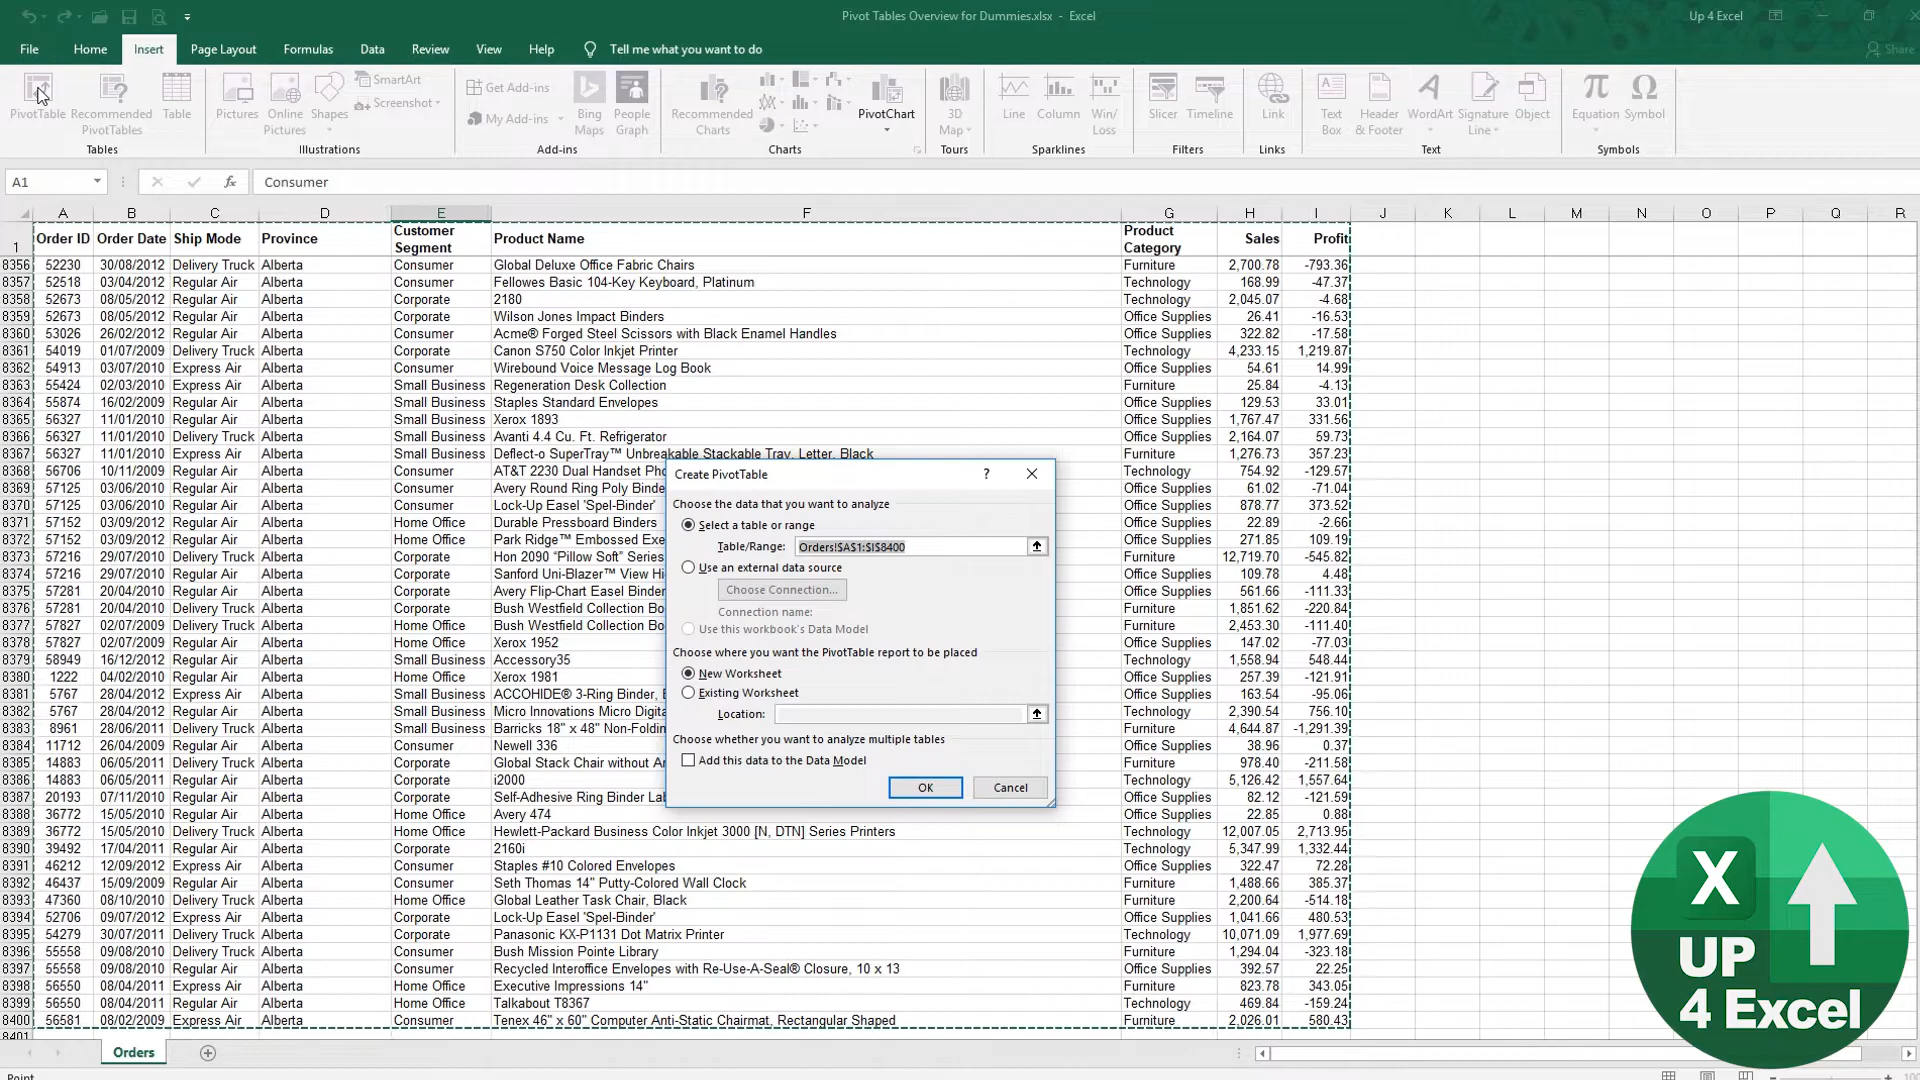 Pivot Tables Overview for Dummies.xlsx - Excel
Up 4 Excel
File Home Insert Page Layout Formulas Data Review View Help Tell me what you want to do
Share
PivotTable
Recommended PivotTables
Table
Tables
Pictures
Online Pictures
Shapes
SmartArt
Screenshot
Illustrations
Get Add-ins
My Add-ins
Bing Maps
People Graph
Add-ins
Recommended Charts
PivotChart
Charts
3D Map
Tours
Line
Column
Win/ Loss
Sparklines
Slicer
Timeline
Filters
Link
Links
Text Box
Header & Footer
WordArt
Signature Line
Object
Text
Equation
Symbol
Symbols
A1 fx Consumer
A B C D E F G H I J K L M N O P Q R
1 Order ID Order Date Ship Mode Province Customer Segment Product Name Product Category Sales Profit
8356 52230 30/08/2012 Delivery Truck Alberta Consumer Global Deluxe Office Fabric Chairs Furniture 2,700.78 -793.36
8357 52518 03/04/2012 Regular Air Alberta Consumer Fellowes Basic 104-Key Keyboard, Platinum Technology 168.99 -47.37
8358 52673 08/05/2012 Regular Air Alberta Corporate 2180 Technology 2,045.07 -4.68
8359 52673 08/05/2012 Regular Air Alberta Corporate Wilson Jones Impact Binders Office Supplies 26.41 -16.53
8360 53026 26/02/2012 Regular Air Alberta Consumer Acme® Forged Steel Scissors with Black Enamel Handles Office Supplies 322.82 -17.58
8361 54019 01/07/2009 Delivery Truck Alberta Corporate Canon S750 Color Inkjet Printer Technology 4,233.15 1,219.87
8362 54913 03/07/2010 Express Air Alberta Consumer Wirebound Voice Message Log Book Office Supplies 54.61 14.99
8363 55424 02/03/2010 Express Air Alberta Small Business Regeneration Desk Collection Furniture 25.84 -4.13
8364 55874 16/02/2009 Regular Air Alberta Small Business Staples Standard Envelopes Office Supplies 129.53 33.01
8365 56327 11/01/2010 Regular Air Alberta Small Business Xerox 1893 Office Supplies 1,767.47 331.56
8366 56327 11/01/2010 Delivery Truck Alberta Small Business Avanti 4.4 Cu. Ft. Refrigerator Office Supplies 2,164.07 59.73
8367 56327 11/01/2010 Express Air Alberta Small Business Deflect-o SuperTray™ Unbreakable Stackable Tray, Letter, Black Furniture 1,276.73 357.23
8368 56706 10/11/2009 Regular Air Alberta Consumer AT&T 2230 Dual Handset Pho Technology 754.92 -129.57
8369 57125 03/06/2010 Regular Air Alberta Consumer Avery Round Ring Poly Binde Office Supplies 61.02 -71.04
8370 57125 03/06/2010 Regular Air Alberta Consumer Lock-Up Easel 'Spel-Binder' Office Supplies 878.77 373.52
8371 57152 03/09/2012 Delivery Truck Alberta Home Office Durable Pressboard Binders Office Supplies 22.89 -2.66
8372 57152 03/09/2012 Express Air Alberta Home Office Park Ridge™ Embossed Exe Office Supplies 271.85 109.19
8373 57216 29/07/2010 Delivery Truck Alberta Corporate Hon 2090 “Pillow Soft” Series Furniture 12,719.70 -545.82
8374 57216 29/07/2010 Regular Air Alberta Corporate Sanford Uni-Blazer™ View Hi Office Supplies 109.78 4.48
8375 57281 20/04/2010 Regular Air Alberta Corporate Avery Flip-Chart Easel Binder Office Supplies 561.66 -111.33
8376 57281 20/04/2010 Delivery Truck Alberta Corporate Bush Westfield Collection Bo Furniture 1,851.62 -220.84
8377 57827 02/07/2009 Delivery Truck Alberta Home Office Bush Westfield Collection Bo Furniture 2,453.30 -111.40
8378 57827 02/07/2009 Regular Air Alberta Home Office Xerox 1952 Office Supplies 147.02 -77.03
8379 58949 16/12/2012 Regular Air Alberta Small Business Accessory35 Technology 1,558.94 548.44
8380 1222 04/02/2010 Regular Air Alberta Home Office Xerox 1981 Office Supplies 257.39 -121.91
8381 5767 28/04/2012 Express Air Alberta Small Business ACCOHIDE® 3-Ring Binder, B Office Supplies 163.54 -95.06
8382 5767 28/04/2012 Regular Air Alberta Small Business Micro Innovations Micro Digita Technology 2,390.54 756.10
8383 8961 28/06/2011 Delivery Truck Alberta Small Business Barricks 18" x 48" Non-Folding Furniture 4,644.87 -1,291.39
8384 11712 26/04/2009 Regular Air Alberta Consumer Newell 336 Office Supplies 38.96 0.37
8385 14883 06/05/2011 Delivery Truck Alberta Corporate Global Stack Chair without Ar Furniture 978.40 -211.58
8386 14883 06/05/2011 Regular Air Alberta Corporate i2000 Technology 5,126.42 1,557.64
8387 20193 07/11/2010 Regular Air Alberta Corporate Self-Adhesive Ring Binder Lab Office Supplies 82.12 -121.59
8388 36772 15/05/2010 Regular Air Alberta Home Office Avery 474 Office Supplies 22.85 0.88
8389 36772 15/05/2010 Delivery Truck Alberta Home Office Hewlett-Packard Business Color Inkjet 3000 [N, DTN] Series Printers Technology 12,007.05 2,713.95
8390 39492 17/04/2011 Regular Air Alberta Corporate 2160i Technology 5,347.99 1,332.44
8391 46212 12/09/2012 Express Air Alberta Consumer Staples #10 Colored Envelopes Office Supplies 322.47 72.28
8392 46437 15/09/2009 Regular Air Alberta Consumer Seth Thomas 14" Putty-Colored Wall Clock Furniture 1,488.66 385.37
8393 47360 08/10/2010 Delivery Truck Alberta Home Office Global Leather Task Chair, Black Furniture 2,200.64 -514.18
8394 52706 09/07/2012 Express Air Alberta Corporate Lock-Up Easel 'Spel-Binder' Office Supplies 1,041.66 480.53
8395 54279 30/07/2011 Delivery Truck Alberta Corporate Panasonic KX-P1131 Dot Matrix Printer Technology 10,071.09 1,977.69
8396 55558 09/08/2010 Delivery Truck Alberta Consumer Bush Mission Pointe Library Furniture 1,294.04 -323.18
8397 55558 09/08/2010 Regular Air Alberta Consumer Recycled Interoffice Envelopes with Re-Use-A-Seal® Closure, 10 x 13 Office Supplies 392.57 22.25
8398 56550 08/04/2011 Regular Air Alberta Home Office Executive Impressions 14" Furniture 823.78 343.05
8399 56550 08/04/2011 Regular Air Alberta Home Office Talkabout T8367 Technology 469.84 -159.24
8400 56581 08/02/2009 Express Air Alberta Consumer Tenex 46" x 60" Computer Anti-Static Chairmat, Rectangular Shaped Furniture 2,026.01 580.43
8401
Create PivotTable ?
Choose the data that you want to analyze
Select a table or range
Table/Range: Orders!$A$1:$I$8400
Use an external data source
Choose Connection...
Connection name:
Use this workbook's Data Model
Choose where you want the PivotTable report to be placed
New Worksheet
Existing Worksheet
Location:
Choose whether you want to analyze multiple tables
Add this data to the Data Model
OK Cancel
X
UP
4 Excel
Orders
Point